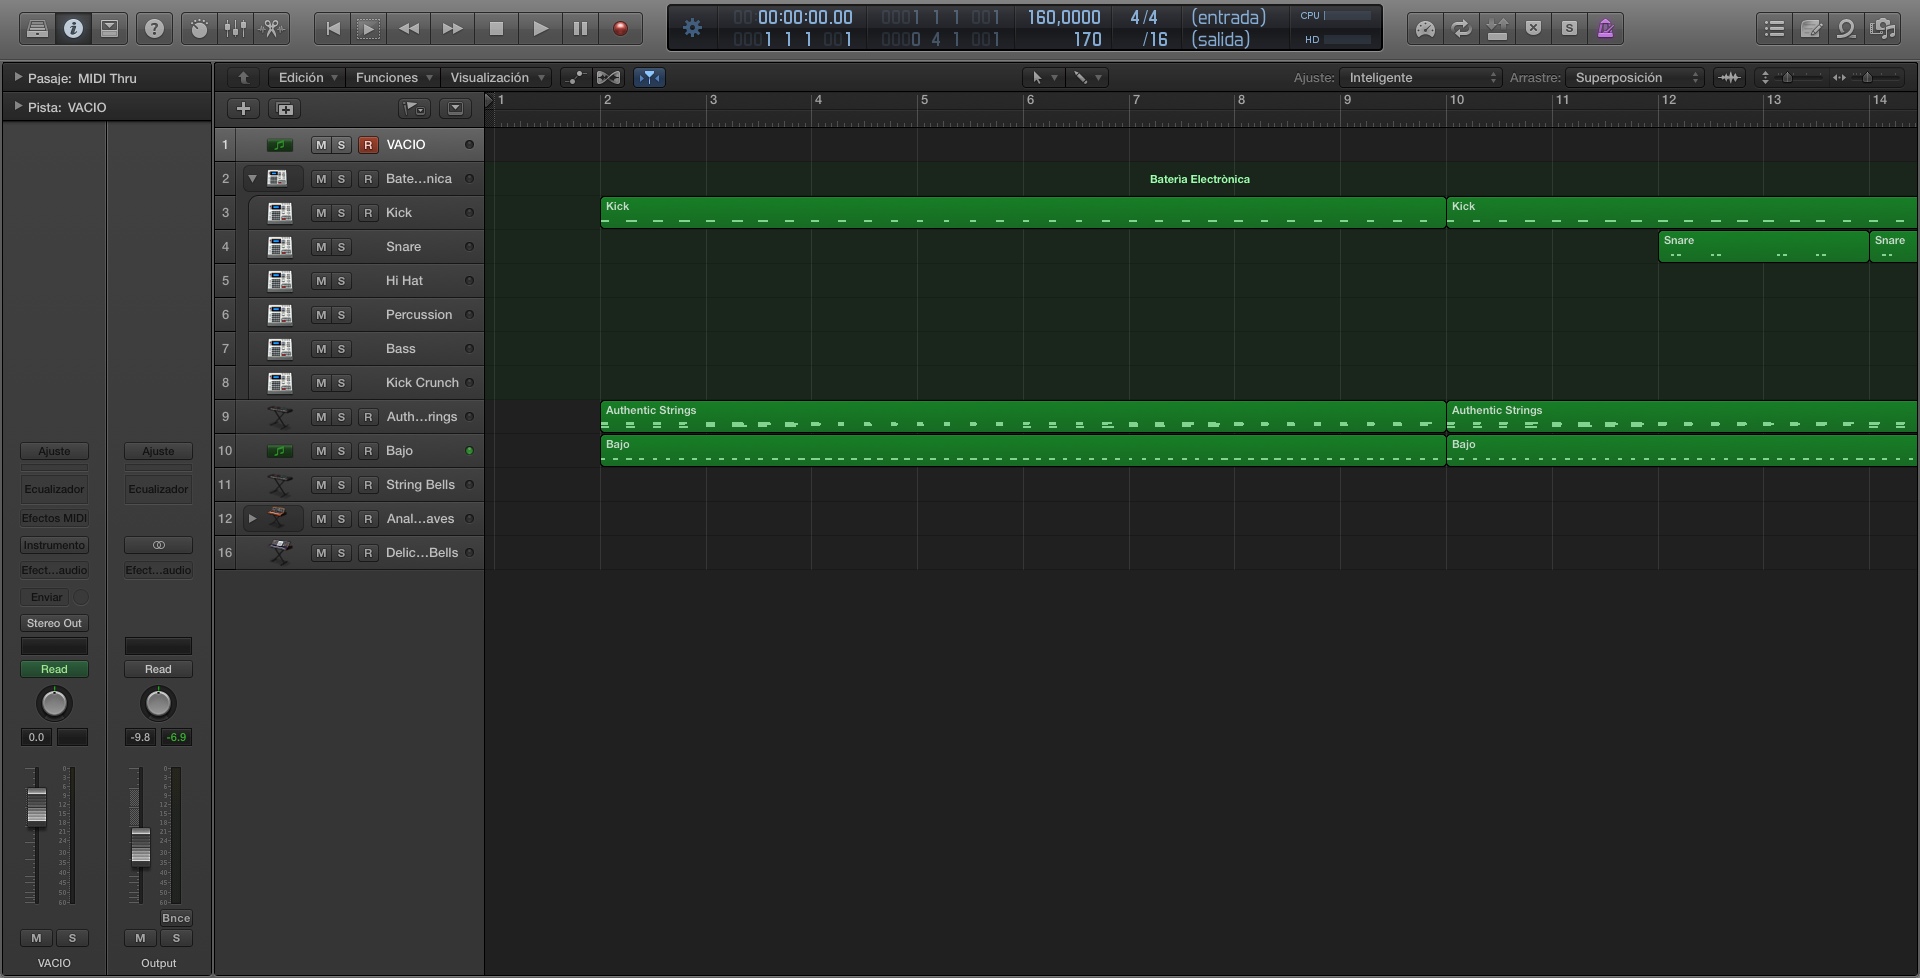 00:00:00.00
0001 1 1 001
160,0000
4/4
(entrada)
CPU
0001 1 1 001
0000 4 1 001
170
/16
(salida)
HD
S
Pasaje: MIDI Thru
Edición
Funciones
Visualización
Ajuste: Inteligente
Arrastre: Superposición
Pista: VACIO
1 2 3 4 5 6 7 8 9 10 11 12 13 14
1 M S R VACIO
2 M S R Bate...nica
Baterìa Electrònica
3 M S R Kick
Kick
Kick
4 M S Snare
Snare
Snare
5 M S Hi Hat
6 M S Percussion
7 M S Bass
8 M S Kick Crunch
9 M S R Auth...rings
Authentic Strings
Authentic Strings
10 M S R Bajo
Bajo
Bajo
11 M S R String Bells
12 M S R Anal...aves
16 M S R Delic...Bells
Ajuste
Ajuste
Ecualizador
Ecualizador
Efectos MIDI
Instrumento
Efect...audio
Efect...audio
Enviar
Stereo Out
Read
Read
0.0
-9.8 -6.9
Bnce
M S
M S
VACIO
Output